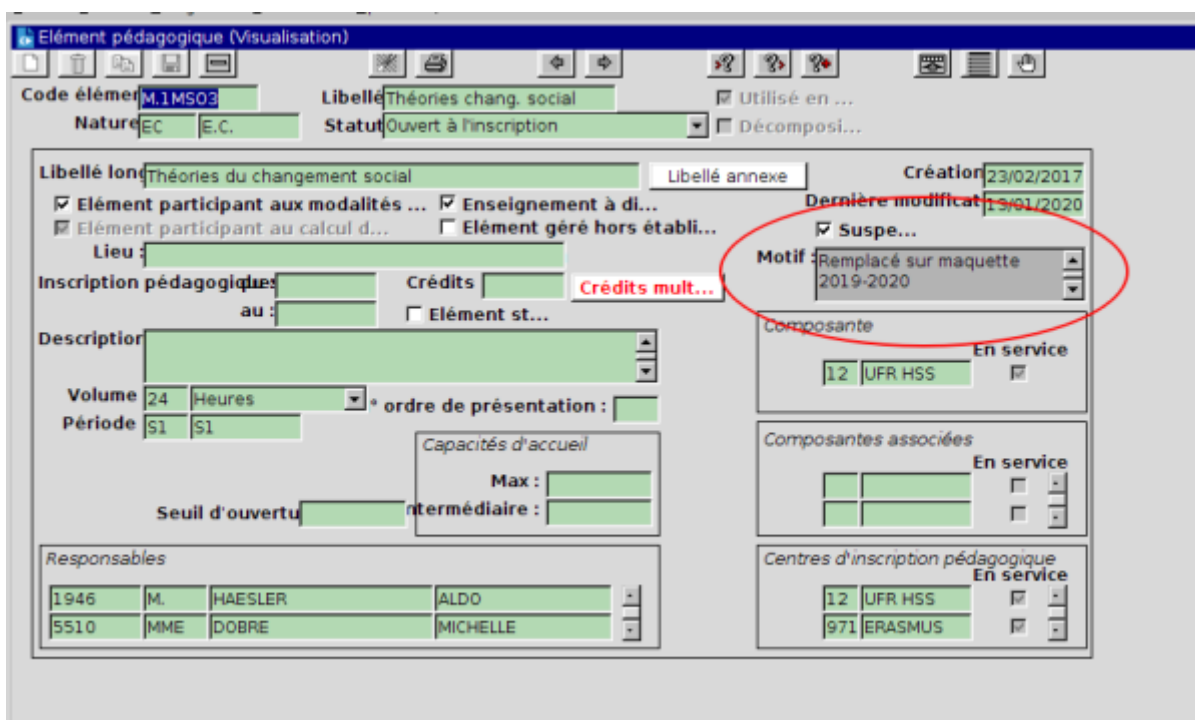 Elément pédagogique (Visualisation)
Code élémen M.1MS03 Libellé Théories chang. social Utilisé en ...
Nature EC E.C. Statut Ouvert à l'inscription Décomposi...
Libellé long Théories du changement social Libellé annexe Création 23/02/2017
Elément participant aux modalités ... Enseignement à di... Dernière modificat 19/01/2020
Elément participant au calcul d... Elément géré hors établi... Suspe...
Lieu : Motif : Remplacé sur maquette
2019-2020
Inscription pédagogique Crédits Crédits mult...
au : Elément st...
Description Composante
En service
12 UFR HSS
Volume 24 Heures ordre de présentation :
Période S1 S1
Capacités d'accueil Composantes associées
En service
Max :
Seuil d'ouvertu ntermédiaire :
Responsables Centres d'inscription pédagogique
En service
1946 M. HAESLER ALDO 12 UFR HSS
5510 MME DOBRE MICHELLE 971 ERASMUS